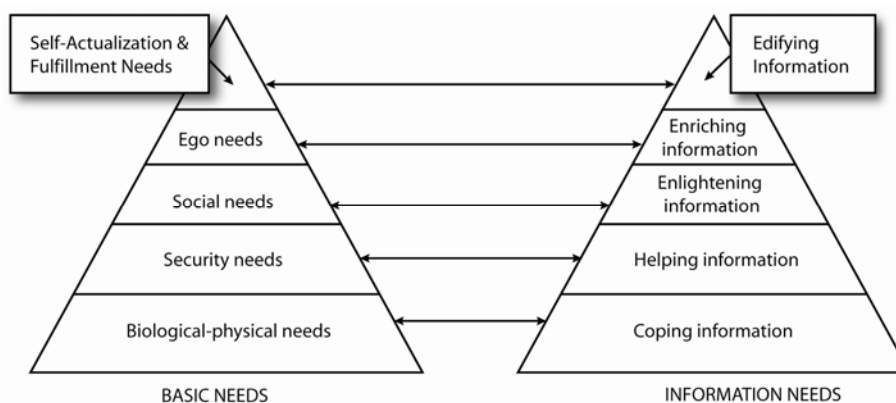 Self-Actualization &
Fulfillment Needs
Edifying
Information
Ego needs
Enriching
information
Social needs
Enlightening
information
Security needs
Helping information
Biological-physical needs
Coping information
BASIC NEEDS
INFORMATION NEEDS